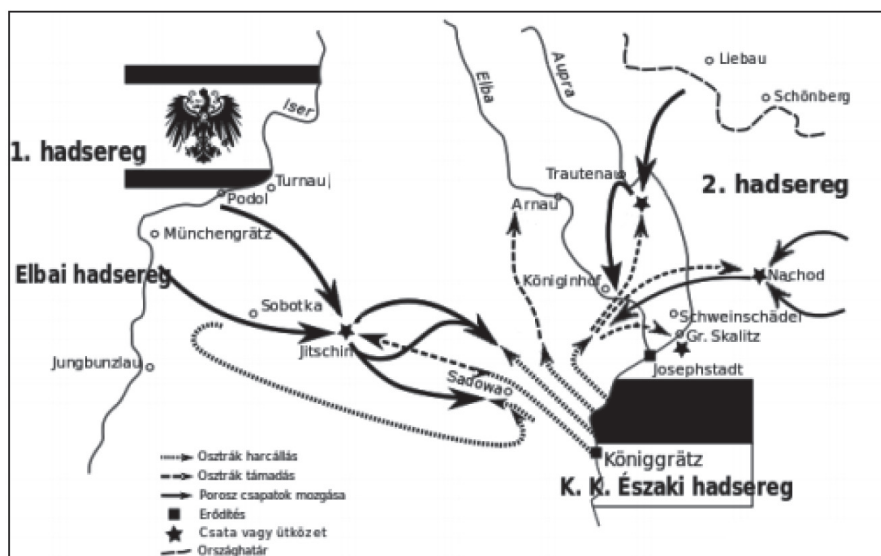 Liebau
Elba
Aupra
Schönberg
Iser
1. hadsereg
Turnau
Trautenau
2. hadsereg
Podol
Arnau
Münchengrätz
Elbai hadsereg
Königinhof
Nachod
Sobotka
Schweinschädel
Gr. Skalitz
Jitschin
Jungbunzlau
Josephstadt
Sadowa
Königgrätz
K. K. Északi hadsereg
Osztrák harcállás
Osztrák támadás
Porosz csapatok mozgása
Erődítés
Csata vagy ütközet
Országhatár